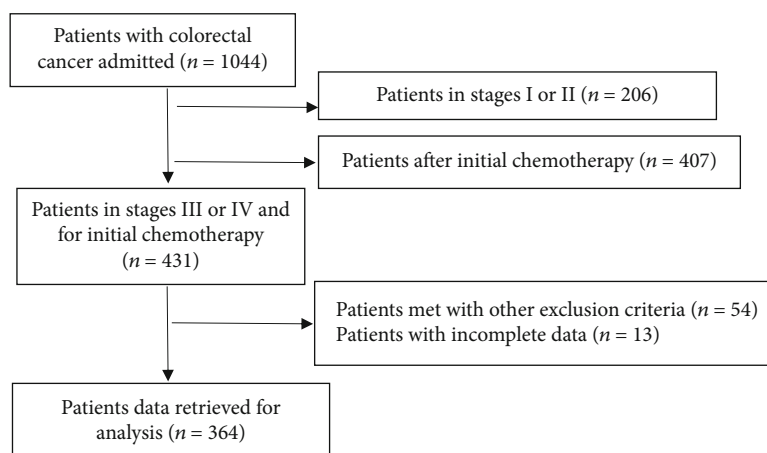 Patients with colorectal
cancer admitted (n = 1044)
Patients in stages I or II (n = 206)
Patients after initial chemotherapy (n = 407)
Patients in stages III or IV and
for initial chemotherapy
(n = 431)
Patients met with other exclusion criteria (n = 54)
Patients with incomplete data (n = 13)
Patients data retrieved for
analysis (n = 364)